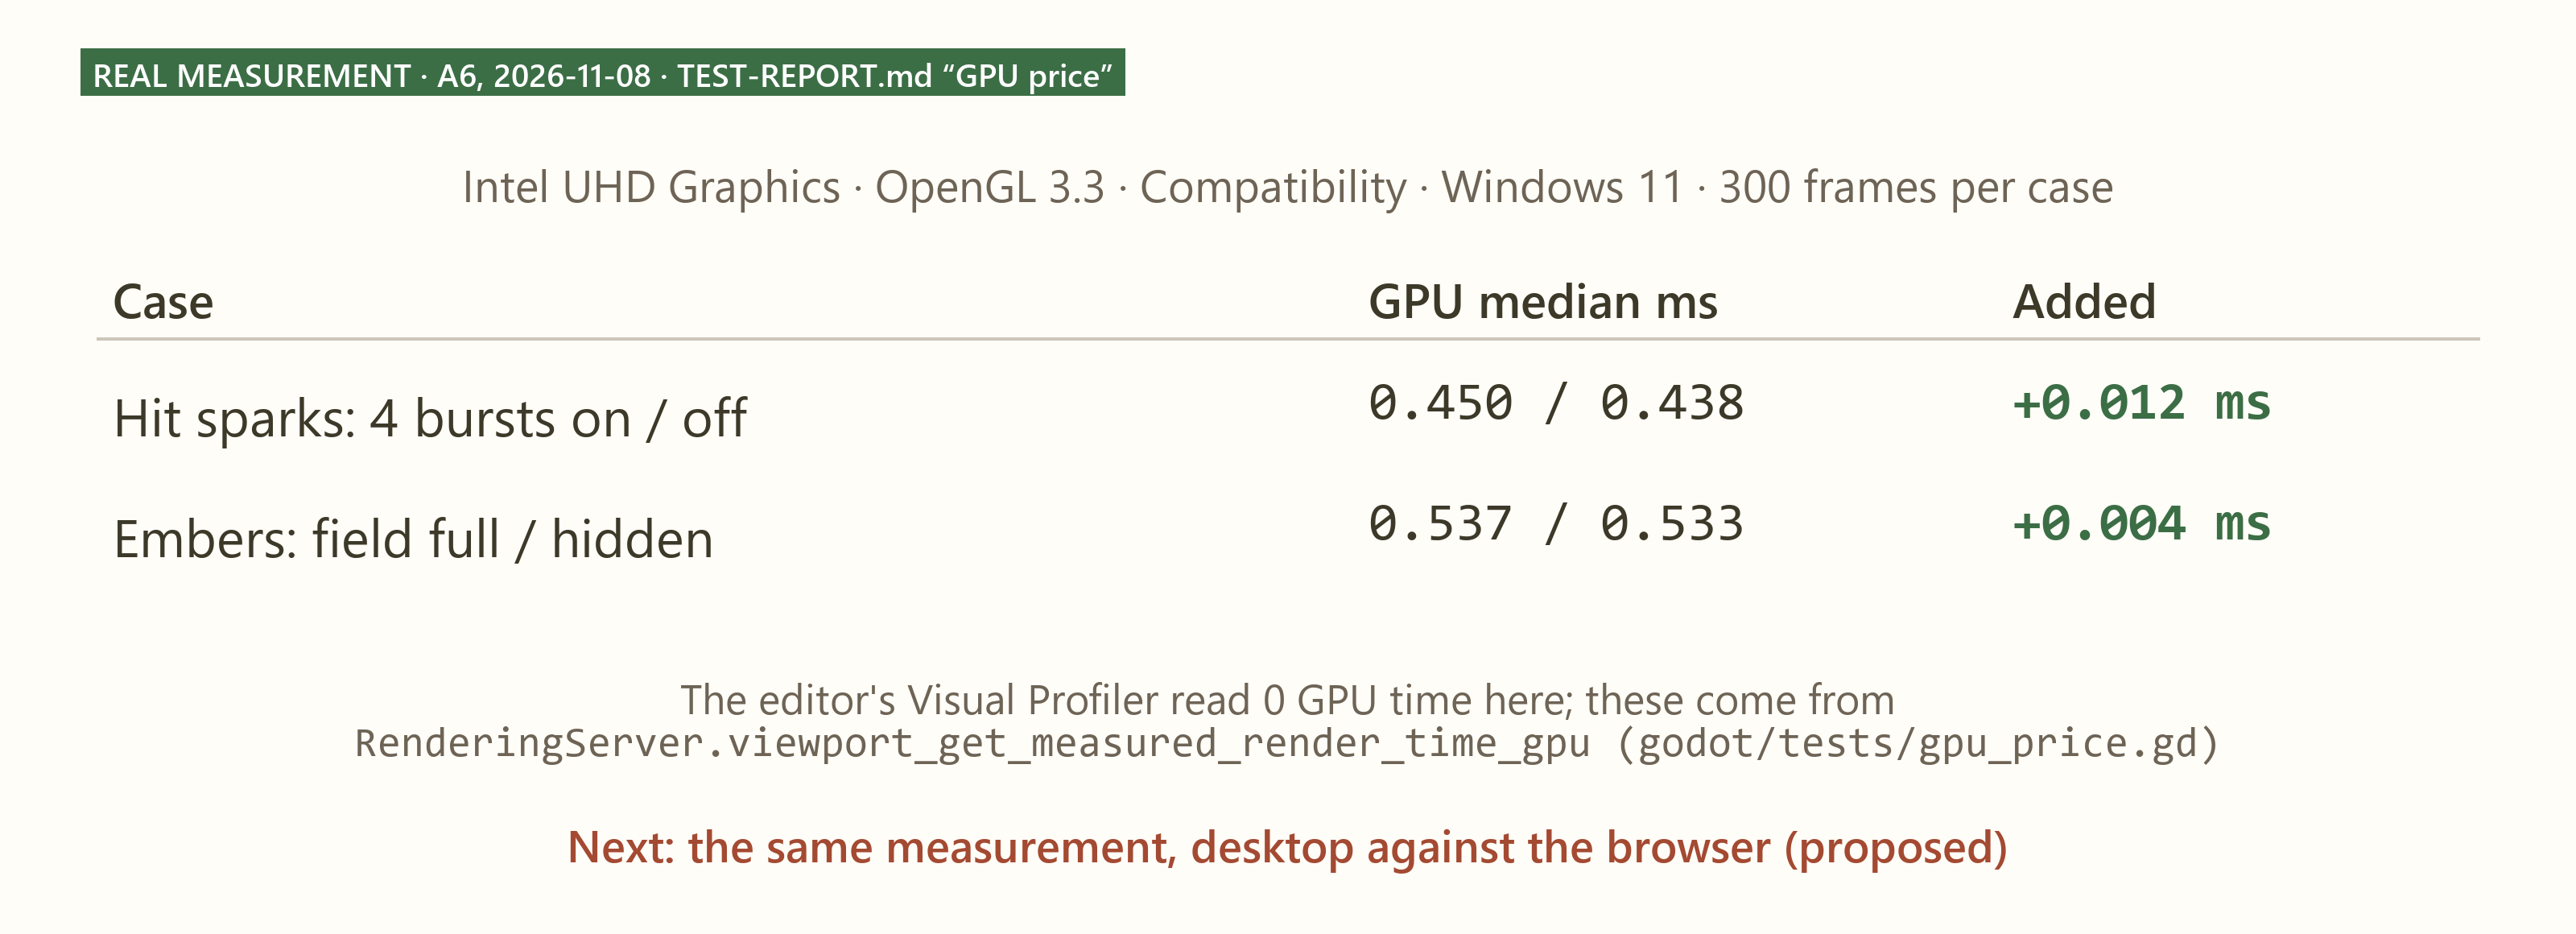 REAL MEASUREMENT · A6, 2026-11-08 · TEST-REPORT.md “GPU price”
Intel UHD Graphics · OpenGL 3.3 · Compatibility · Windows 11 · 300 frames per case
Case GPU median ms Added
Hit sparks: 4 bursts on / off 0.450 / 0.438 +0.012 ms
Embers: field full / hidden 0.537 / 0.533 +0.004 ms
The editor's Visual Profiler read 0 GPU time here; these come from
RenderingServer.viewport_get_measured_render_time_gpu (godot/tests/gpu_price.gd)
Next: the same measurement, desktop against the browser (proposed)